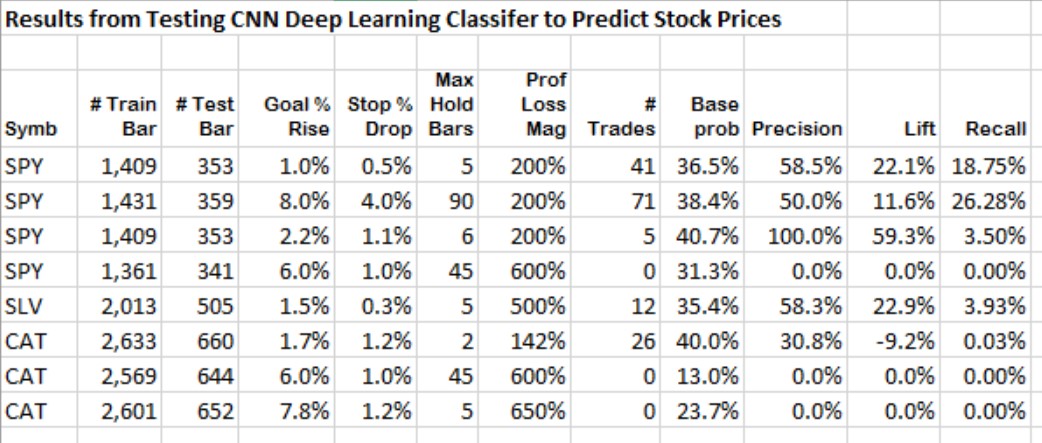 Results from Testing CNN Deep Learning Classifer to Predict Stock Prices
Symb # Train Bar # Test Bar Goal % Rise Stop % Drop Max Hold Bars Prof Loss Mag # Trades Base prob Precision Lift Recall
SPY 1,409 353 1.0% 0.5% 5 200% 41 36.5% 58.5% 22.1% 18.75%
SPY 1,431 359 8.0% 4.0% 90 200% 71 38.4% 50.0% 11.6% 26.28%
SPY 1,409 353 2.2% 1.1% 6 200% 5 40.7% 100.0% 59.3% 3.50%
SPY 1,361 341 6.0% 1.0% 45 600% 0 31.3% 0.0% 0.0% 0.00%
SLV 2,013 505 1.5% 0.3% 5 500% 12 35.4% 58.3% 22.9% 3.93%
CAT 2,633 660 1.7% 1.2% 2 142% 26 40.0% 30.8% -9.2% 0.03%
CAT 2,569 644 6.0% 1.0% 45 600% 0 13.0% 0.0% 0.0% 0.00%
CAT 2,601 652 7.8% 1.2% 5 650% 0 23.7% 0.0% 0.0% 0.00%